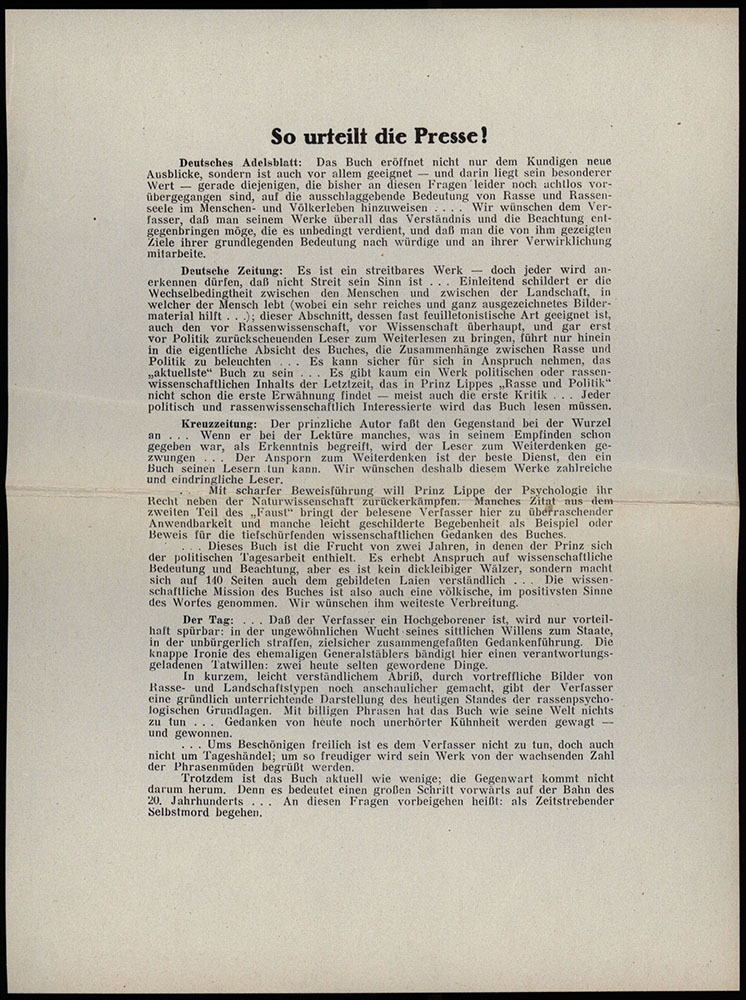 So urteilt die Presse!
Deutsches Adelsblatt: Das Buch eröffnet nicht nur dem Kundigen neue
Ausblicke, sondern ist auch vor allem geeignet — und darin liegt sein besonderer
Wert — gerade diejenigen, die bisher an diesen Fragen leider noch achtlos vor-
übergegangen sind, auf die ausschlaggebende Bedeutung von Rasse und Rassen-
seele im Menschen- und Völkerleben hinzuweisen . . . . Wir wünschen dem Ver-
fasser, daß man seinem Werke überall das Verständnis und die Beachtung ent-
gegenbringen möge, die es unbedingt verdient, und daß man die von ihm gezeigten
Ziele ihrer grundlegenden Bedeutung nach würdige und an ihrer Verwirklichung
mitarbeite.
Deutsche Zeitung: Es ist ein streitbares Werk — doch jeder wird an-
erkennen dürfen, daß nicht Streit sein Sinn ist . . . Einleitend schildert er die
Wechselbedingtheit zwischen den Menschen und zwischen der Landschaft, in
welcher der Mensch lebt (wobei ein sehr reiches und ganz ausgezeichnetes Bilder-
material hilft . . .); dieser Abschnitt, dessen fast feuilletonistische Art geeignet ist,
auch den vor Rassenwissenschaft, vor Wissenschaft überhaupt, und gar erst
vor Politik zurückscheuenden Leser zum Weiterlesen zu bringen, führt nur hinein
in die eigentliche Absicht des Buches, die Zusammenhänge zwischen Rasse und
Politik zu beleuchten . . . Es kann sicher für sich in Anspruch nehmen, das
„aktuellste“ Buch zu sein . . . Es gibt kaum ein Werk politischen oder rassen-
wissenschaftlichen Inhalts der Letztzeit, das in Prinz Lippes „Rasse und Politik“
nicht schon die erste Erwähnung findet — meist auch die erste Kritik . . . Jeder
politisch und rassenwissenschaftlich Interessierte wird das Buch lesen müssen.
Kreuzzeitung: Der prinzliche Autor faßt den Gegenstand bei der Wurzel
an . . . Wenn er bei der Lektüre manches, was in seinem Empfinden schon
gegeben war, als Erkenntnis begreift, wird der Leser zum Weiterdenken ge-
zwungen . . . Der Ansporn zum Weiterdenken ist der beste Dienst, den ein
Buch seinen Lesern tun kann. Wir wünschen deshalb diesem Werke zahlreiche
und eindringliche Leser.
. . Mit scharfer Beweisführung will Prinz Lippe der Psychologie ihr
Recht neben der Naturwissenschaft zurückerkämpfen. Manches Zitat aus dem
zweiten Teil des „Faust“ bringt der belesene Verfasser hier zu überraschender
Anwendbarkeit und manche leicht geschilderte Begebenheit als Beispiel oder
Beweis für die tiefschürfenden wissenschaftlichen Gedanken des Buches.
. . . Dieses Buch ist die Frucht von zwei Jahren, in denen der Prinz sich
der politischen Tagesarbeit enthielt. Es erhebt Anspruch auf wissenschaftliche
Bedeutung und Beachtung, aber es ist kein dickleibiger Wälzer, sondern macht
sich auf 140 Seiten auch dem gebildeten Laien verständlich . . . Die wissen-
schaftliche Mission des Buches ist also auch eine völkische, im positivsten Sinne
des Wortes genommen. Wir wünschen ihm weiteste Verbreitung.
Der Tag: . . . Daß der Verfasser ein Hochgeborener ist, wird nur vorteil-
haft spürbar: in der ungewöhnlichen Wucht seines sittlichen Willens zum Staate,
in der unbürgerlich straffen, zielsicher zusammengefaßten Gedankenführung. Die
knappe Ironie des ehemaligen Generalstäblers bändigt hier einen verantwortungs-
geladenen Tatwillen: zwei heute selten gewordene Dinge.
In kurzem, leicht verständlichem Abriß, durch vortreffliche Bilder von
Rasse- und Landschaftstypen noch anschaulicher gemacht, gibt der Verfasser
eine gründlich unterrichtende Darstellung des heutigen Standes der rassenpsycho-
logischen Grundlagen. Mit billigen Phrasen hat das Buch wie seine Welt nichts
zu tun . . . Gedanken von heute noch unerhörter Kühnheit werden gewagt —
und gewonnen.
. . . Ums Beschönigen freilich ist es dem Verfasser nicht zu tun, doch auch
nicht um Tageshändel; um so freudiger wird sein Werk von der wachsenden Zahl
der Phrasenmüden begrüßt werden.
Trotzdem ist das Buch aktuell wie wenige; die Gegenwart kommt nicht
darum herum. Denn es bedeutet einen großen Schritt vorwärts auf der Bahn des
20. Jahrhunderts . . . An diesen Fragen vorbeigehen heißt: als Zeitstrebender
Selbstmord begehen.